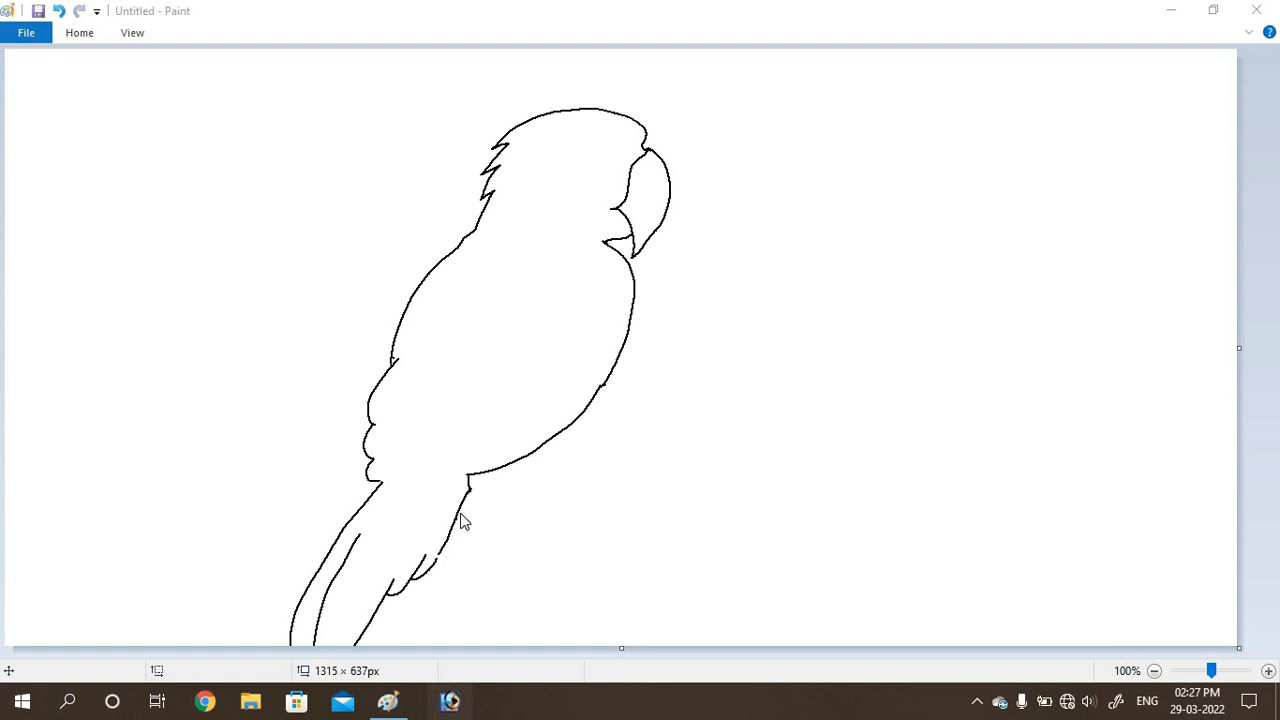 Untitled - Paint
File Home View
1315 × 637px 100%
ENG 02:27 PM
29-03-2022